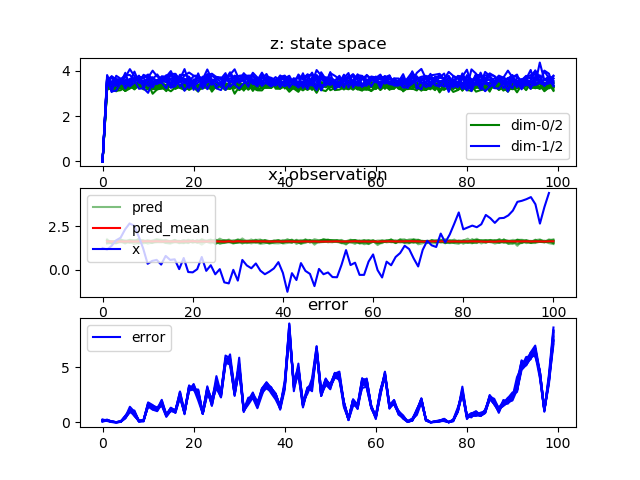 z: state space
4
2
0
dim-0/2
dim-1/2
0 20 40 60 80 100
x: observation
2.5
0.0
pred
pred_mean
x
0 20 40 60 80 100
error
5
0
error
0 20 40 60 80 100